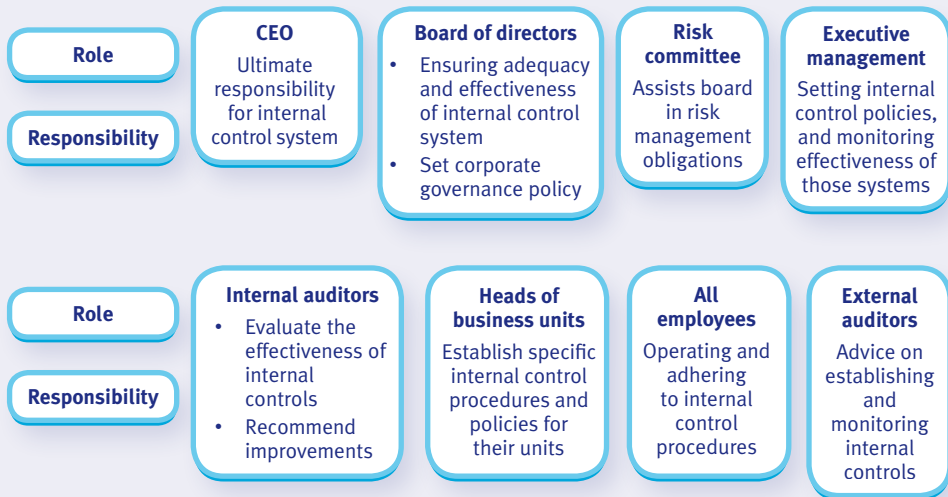 Role
Responsibility
CEO
Ultimate
responsibility
for internal
control system
Board of directors
• Ensuring adequacy
and effectiveness
of internal control
system
• Set corporate
governance policy
Risk
committee
Assists board
in risk
management
obligations
Executive
management
Setting internal
control policies,
and monitoring
effectiveness of
those systems
Role
Responsibility
Internal auditors
• Evaluate the
effectiveness of
internal
controls
• Recommend
improvements
Heads of
business units
Establish specific
internal control
procedures and
policies for
their units
All
employees
Operating and
adhering
to internal
control
procedures
External
auditors
Advice on
establishing
and
monitoring
internal
controls